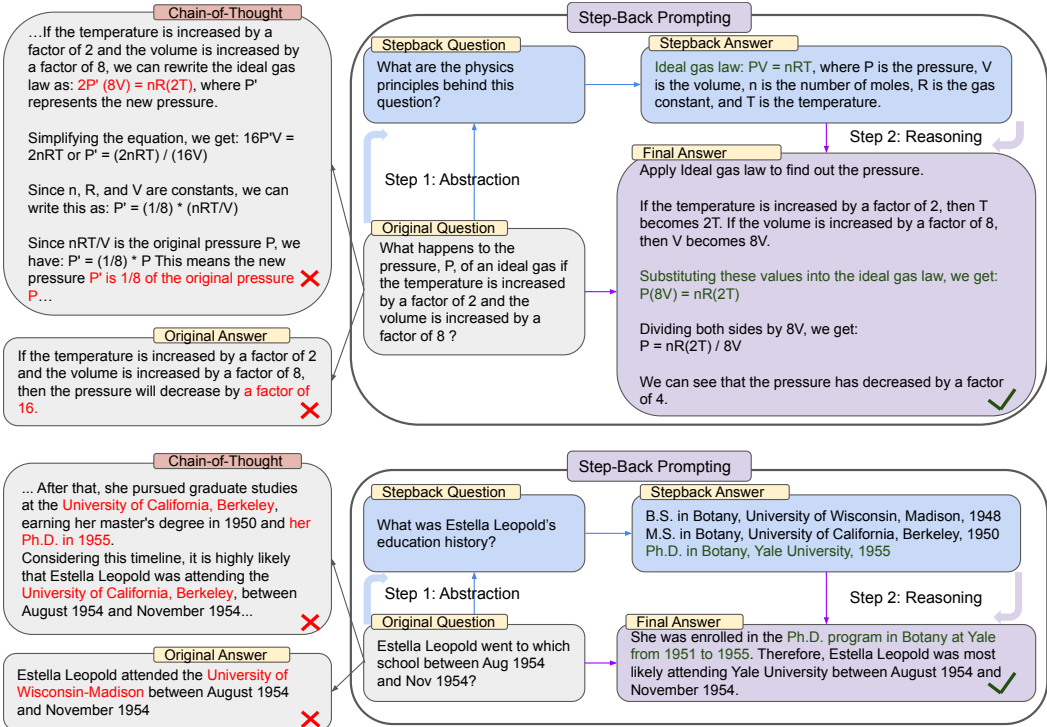 Chain-of-Thought
…If the temperature is increased by a
factor of 2 and the volume is increased by
a factor of 8, we can rewrite the ideal gas
law as: 2P' (8V) = nR(2T), where P'
represents the new pressure.
Simplifying the equation, we get: 16P'V =
2nRT or P' = (2nRT) / (16V)
Since n, R, and V are constants, we can
write this as: P' = (1/8) * (nRT/V)
Since nRT/V is the original pressure P, we
have: P' = (1/8) * P This means the new
pressure P' is 1/8 of the original pressure
P…
Original Answer
If the temperature is increased by a factor of 2
and the volume is increased by a factor of 8,
then the pressure will decrease by a factor of
16.
Step-Back Prompting
Stepback Question
What are the physics
principles behind this
question?
Stepback Answer
Ideal gas law: PV = nRT, where P is the pressure, V
is the volume, n is the number of moles, R is the gas
constant, and T is the temperature.
Step 1: Abstraction
Step 2: Reasoning
Original Question
What happens to the
pressure, P, of an ideal gas if
the temperature is increased
by a factor of 2 and the
volume is increased by a
factor of 8 ?
Final Answer
Apply Ideal gas law to find out the pressure.
If the temperature is increased by a factor of 2, then T
becomes 2T. If the volume is increased by a factor of 8,
then V becomes 8V.
Substituting these values into the ideal gas law, we get:
P(8V) = nR(2T)
Dividing both sides by 8V, we get:
P = nR(2T) / 8V
We can see that the pressure has decreased by a factor
of 4.
Chain-of-Thought
... After that, she pursued graduate studies
at the University of California, Berkeley,
earning her master's degree in 1950 and her
Ph.D. in 1955.
Considering this timeline, it is highly likely
that Estella Leopold was attending the
University of California, Berkeley, between
August 1954 and November 1954...
Original Answer
Estella Leopold attended the University of
Wisconsin-Madison between August 1954
and November 1954
Step-Back Prompting
Stepback Question
What was Estella Leopold's
education history?
Stepback Answer
B.S. in Botany, University of Wisconsin, Madison, 1948
M.S. in Botany, University of California, Berkeley, 1950
Ph.D. in Botany, Yale University, 1955
Step 1: Abstraction
Step 2: Reasoning
Original Question
Estella Leopold went to which
school between Aug 1954
and Nov 1954?
Final Answer
She was enrolled in the Ph.D. program in Botany at Yale
from 1951 to 1955. Therefore, Estella Leopold was most
likely attending Yale University between August 1954 and
November 1954.